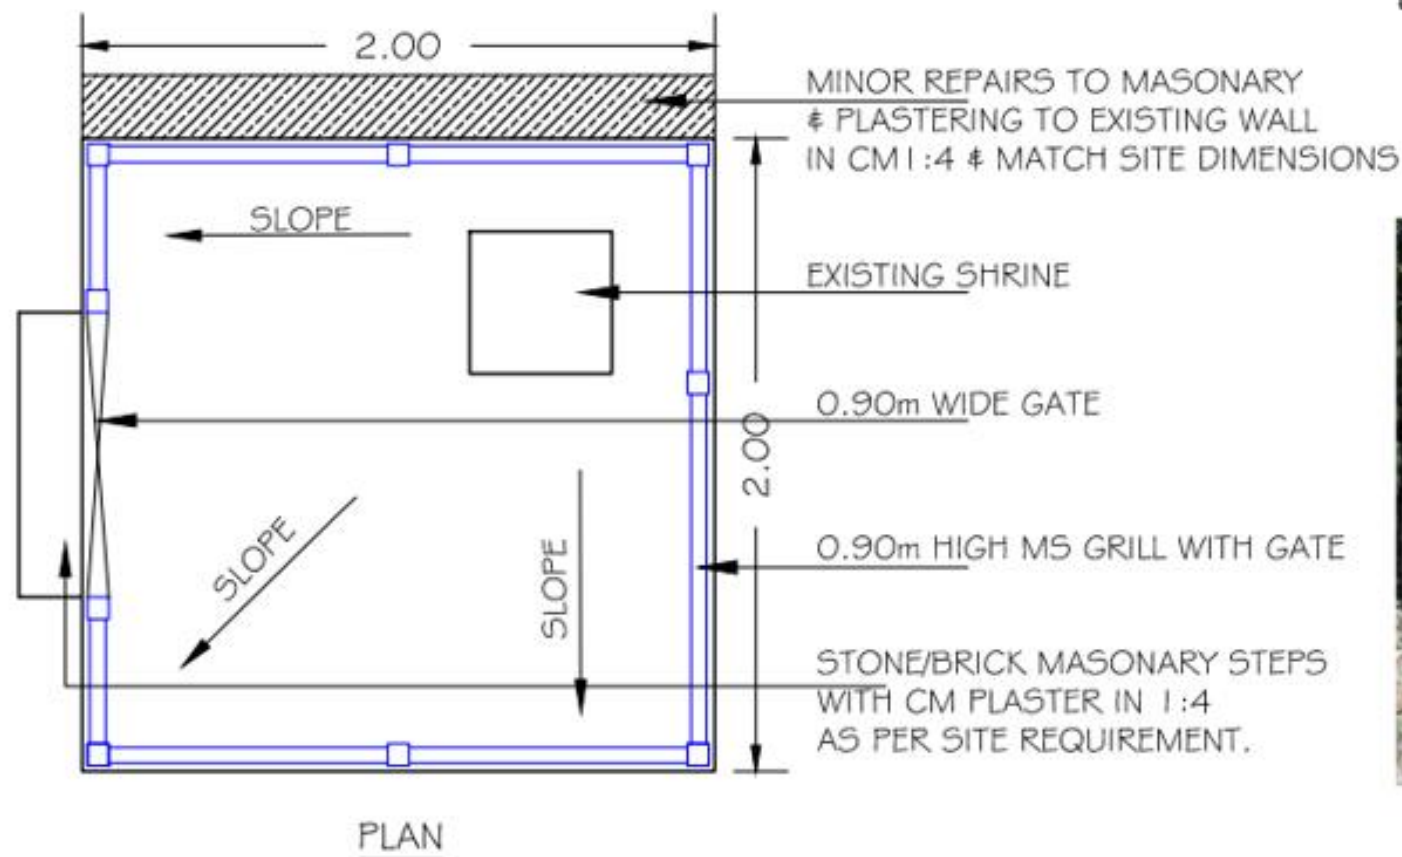 2.00
MINOR REPAIRS TO MASONARY
& PLASTERING TO EXISTING WALL
IN CM1:4 & MATCH SITE DIMENSIONS
SLOPE
EXISTING SHRINE
0.90m WIDE GATE
2.00
SLOPE
SLOPE
0.90m HIGH MS GRILL WITH GATE
STONE/BRICK MASONARY STEPS
WITH CM PLASTER IN 1:4
AS PER SITE REQUIREMENT.
PLAN